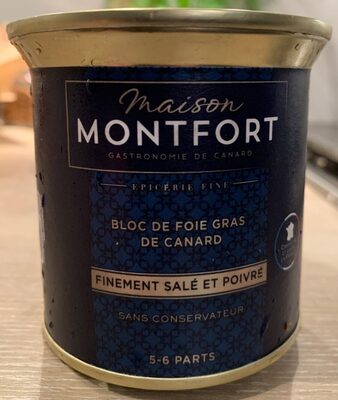 Maison
MONTFORT
GASTRONOMIE DE CANARD
EPICERIE FINE
BLOC DE FOIE GRAS
DE CANARD
FINEMENT SALÉ ET POIVRÉ
SANS CONSERVATEUR
5-6 PARTS